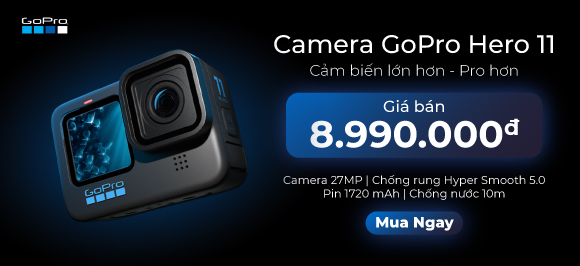 GoPro
Camera GoPro Hero 11
Cảm biến lớn hơn - Pro hơn
Giá bán
8.990.000đ
Camera 27MP | Chống rung Hyper Smooth 5.0
Pin 1720 mAh | Chống nước 10m
Mua Ngay
11
GoPro